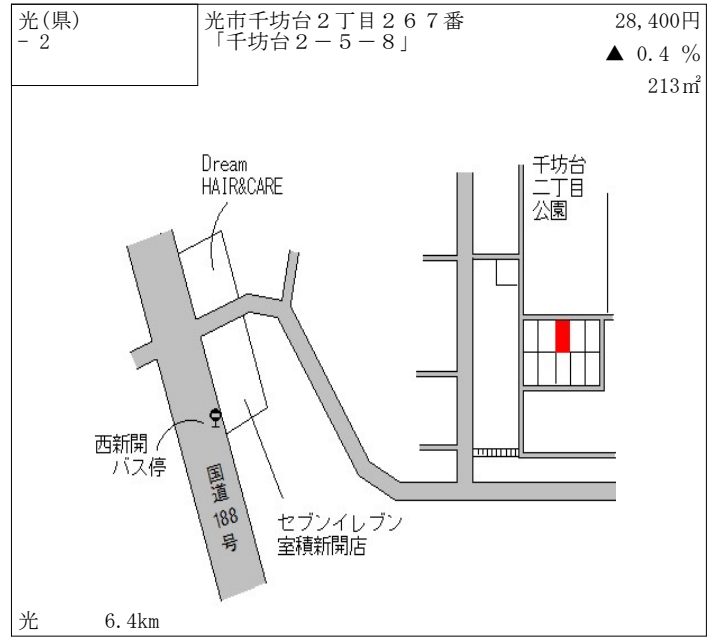 光(県)
- 2
光市千坊台２丁目２６７番
「千坊台２－５－８」
28,400円
▲ 0.4 %
213㎡
Dream
HAIR&CARE
千坊台
二丁目
公園
西新開
バス停
国道188号
セブンイレブン
室積新開店
光 6.4km